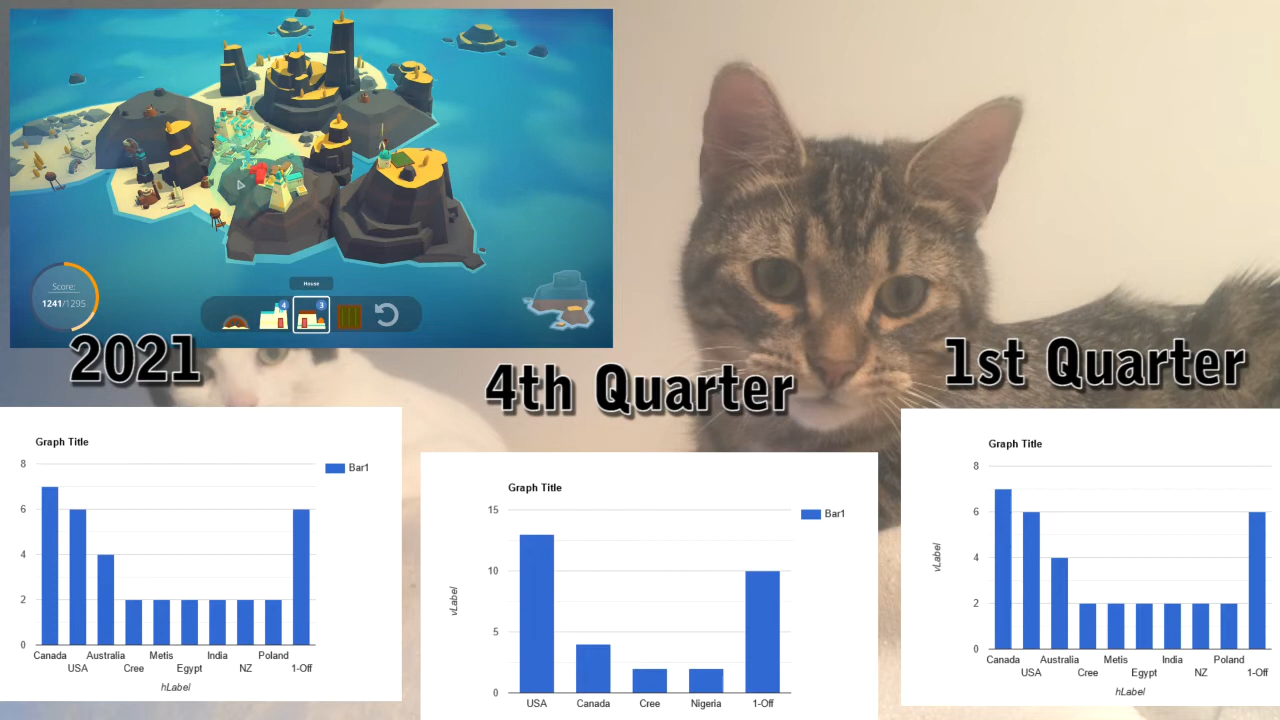 House
4
3
Score:
1241/1295
2021
4th Quarter
1st Quarter
Graph Title
Bar1
8
6
4
2
0
Canada
USA
Australia
Cree
Metis
Egypt
India
NZ
Poland
1-Off
hLabel
Graph Title
Bar1
vLabel
15
10
5
0
USA
Canada
Cree
Nigeria
1-Off
Graph Title
vLabel
8
6
4
2
0
Canada
USA
Australia
Cree
Metis
Egypt
India
NZ
Poland
1-Off
hLabel